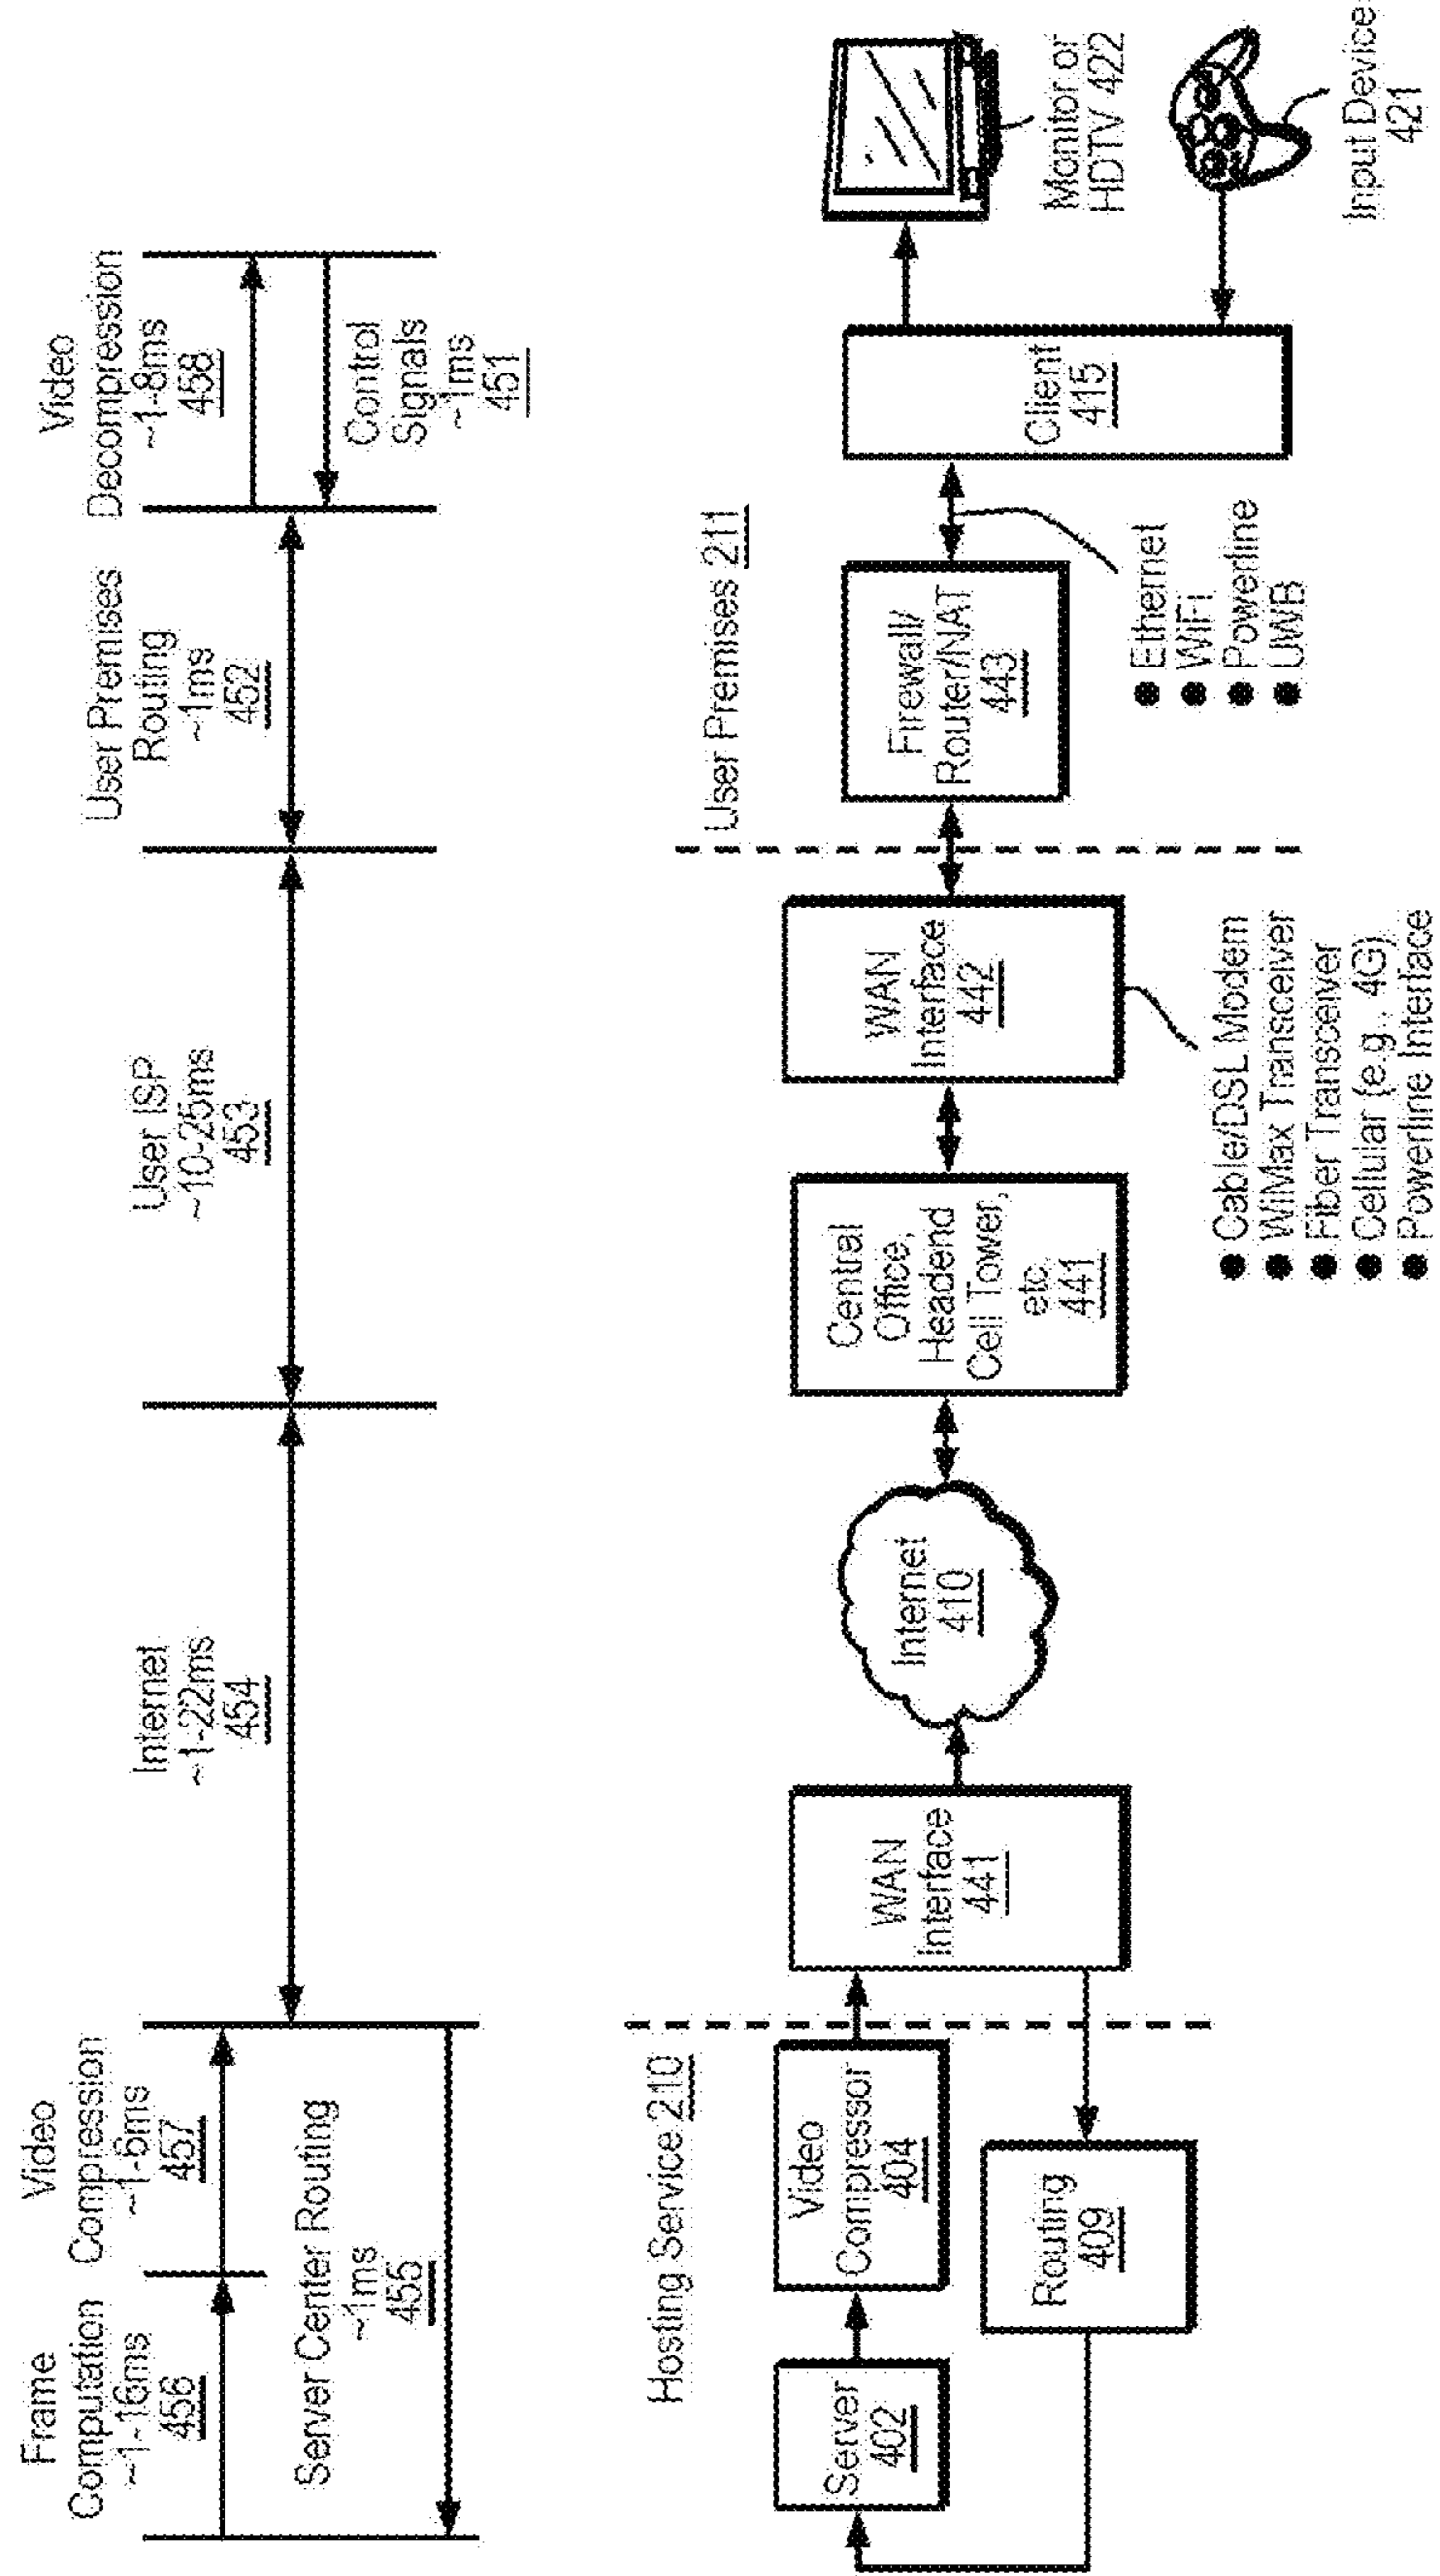 Frame
Computation
~1-16ms
456
Video
Compression
~1-6ms
457
Server Center Routing
~1ms
455
Internet
~1-22ms
454
User ISP
~10-25ms
453
User Premises
Routing
~1ms
452
Video
Decompression
~1-8ms
458
Control
Signals
~1ms
451
Hosting Service 210
Server
402
Video
Compressor
404
Routing
409
WAN
Interface
441
Internet
410
Central
Office,
Headend
Cell Tower,
etc.
441
WAN
Interface
442
● Cable/DSL Modem
● WiMax Transceiver
● Fiber Transceiver
● Cellular (e.g., 4G)
● Powerline Interface
User Premises 211
Firewall/
Router/NAT
443
● Ethernet
● WiFi
● Powerline
● UWB
Client
415
Monitor or
HDTV 422
Input Device
421